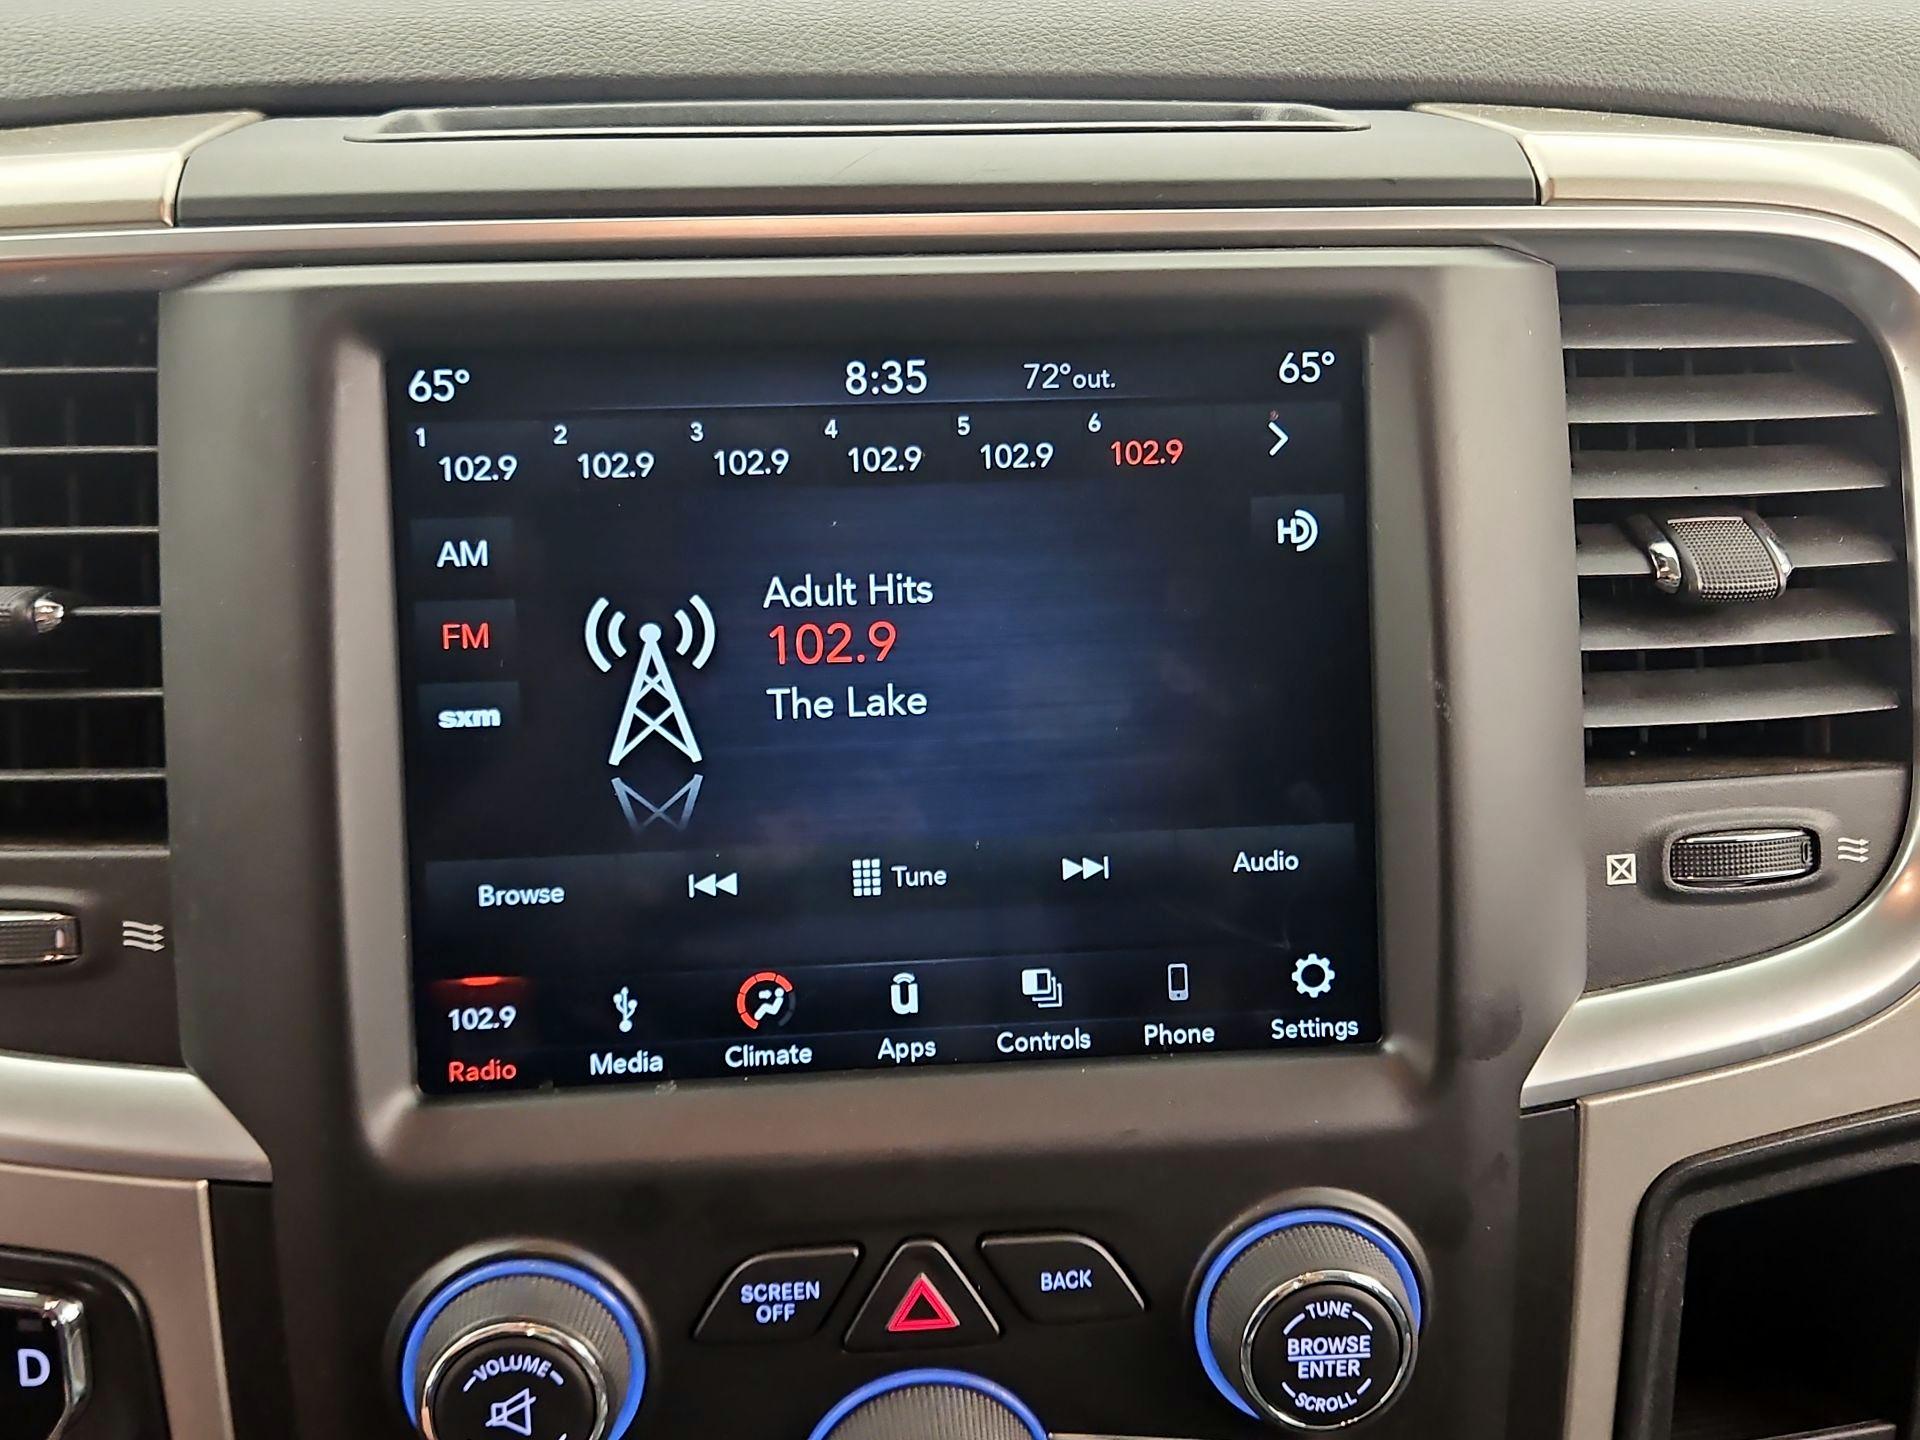 65° 8:35 72°out. 65°
1 102.9 2 102.9 3 102.9 4 102.9 5 102.9 6 102.9
AM
HD
FM
sxm
Adult Hits
102.9
The Lake
Browse Tune Audio
102.9
Radio Media Climate Apps Controls Phone Settings
SCREEN
OFF
BACK
VOLUME
TUNE
BROWSE
ENTER
SCROLL
D